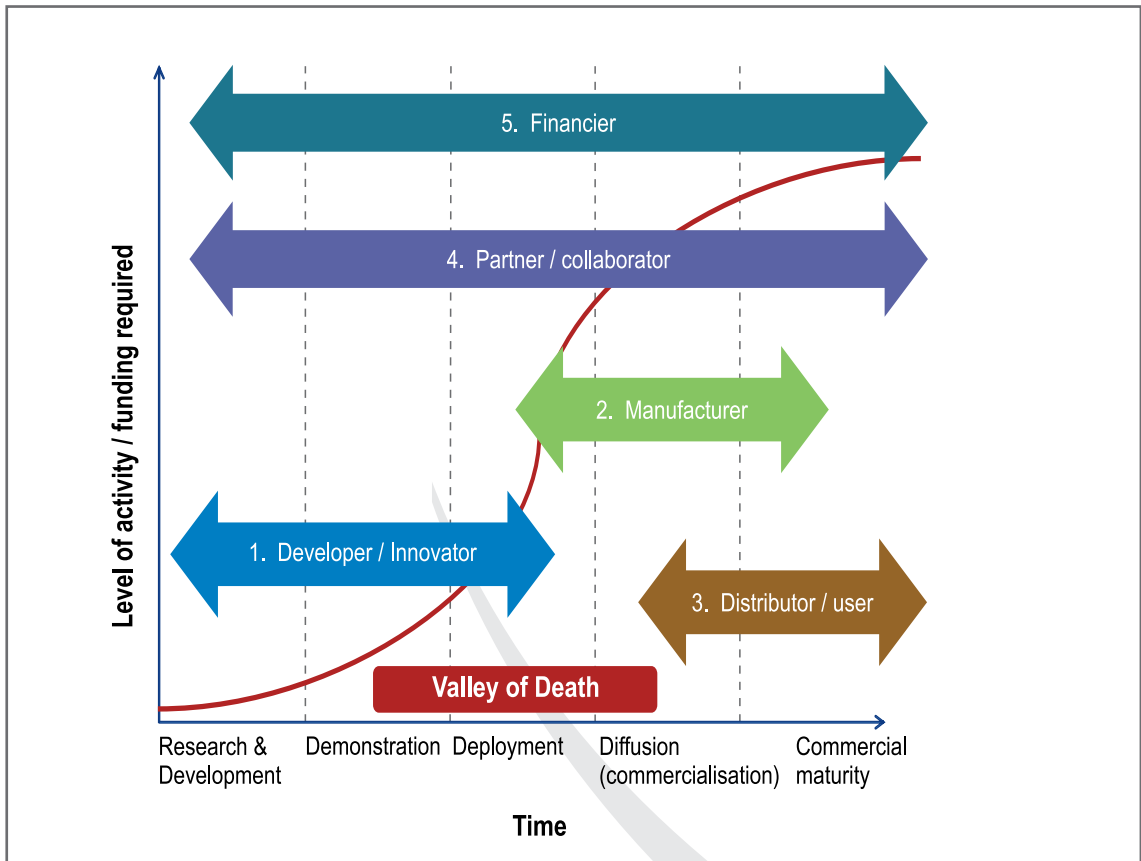 5. Financier
4. Partner / collaborator
2. Manufacturer
1. Developer / Innovator
3. Distributor / user
Valley of Death
Level of activity / funding required
Research &
Development
Demonstration
Deployment
Diffusion
(commercialisation)
Commercial
maturity
Time